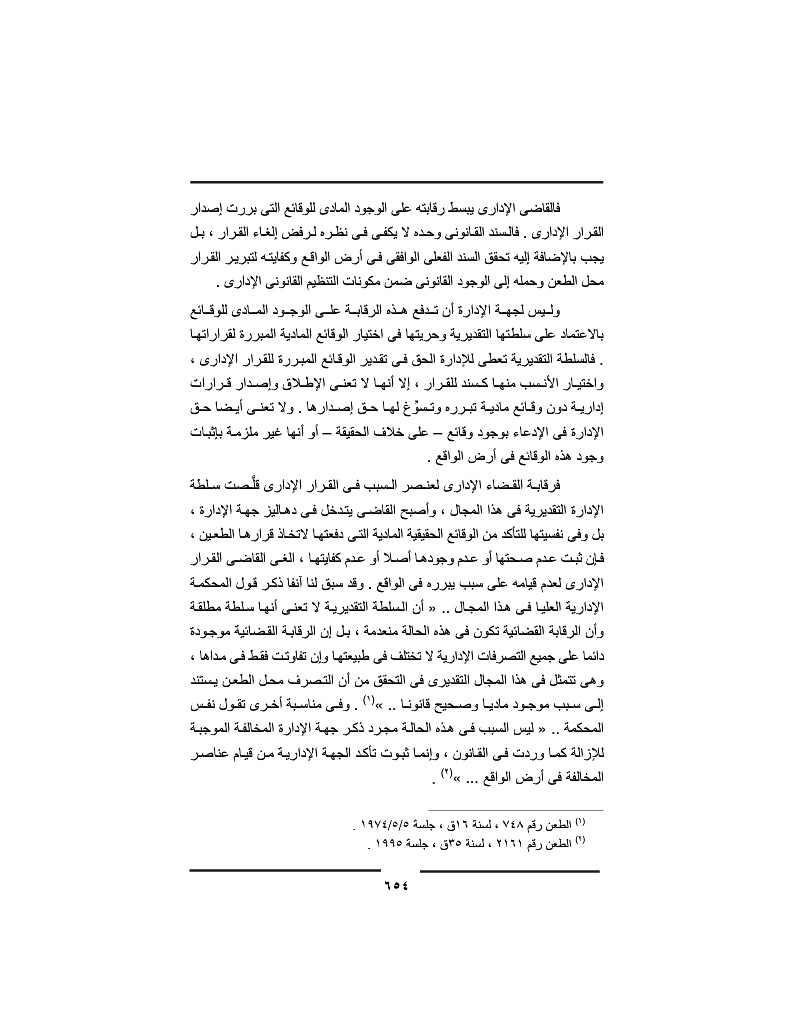 فالقاضى الإدارى يبسط رقابته على الوجود المادى للوقائع التى بررت إصدار
القرار الإدارى . فالسند القانونى وحده لا يكفى فى نظره لرفض إلغاء القرار ، بل
يجب بالإضافة إليه تحقق السند الفعلى الوافقى فى أرض الواقع وكفايته لتبرير القرار
محل الطعن وحمله إلى الوجود القانونى ضمن مكونات التنظيم القانونى الإدارى .
وليس لجهة الإدارة أن تدفع هذه الرقابة على الوجود المادى للوقائع
بالاعتماد على سلطتها التقديرية وحريتها فى اختيار الوقائع المادية المبررة لقراراتها
. فالسلطة التقديرية تعطى للإدارة الحق فى تقدير الوقائع المبررة للقرار الإدارى ،
واختيار الأنسب منها كسند للقرار ، إلا أنها لا تعنى الإطلاق وإصدار قرارات
إدارية دون وقائع مادية تبرره وتسوِّغ لها حق إصدارها . ولا تعنى أيضا حق
الإدارة فى الإدعاء بوجود وقائع – على خلاف الحقيقة – أو أنها غير ملزمة بإثبات
وجود هذه الوقائع فى أرض الواقع .
فرقابة القضاء الإدارى لعنصر السبب فى القرار الإدارى قلَّصت سلطة
الإدارة التقديرية فى هذا المجال ، وأصبح القاضى يتدخل فى دهاليز جهة الإدارة ،
بل وفى نفسيتها للتأكد من الوقائع الحقيقية المادية التى دفعتها لاتخاذ قرارها الطعين ،
فإن ثبت عدم صحتها أو عدم وجودها أصلا أو عدم كفايتها ، الغى القاضى القرار
الإدارى لعدم قيامه على سبب يبرره فى الواقع . وقد سبق لنا آنفا ذكر قول المحكمة
الإدارية العليا فى هذا المجال .. « أن السلطة التقديرية لا تعنى أنها سلطة مطلقة
وأن الرقابة القضائية تكون فى هذه الحالة منعدمة ، بل إن الرقابة القضائية موجودة
دائما على جميع التصرفات الإدارية لا تختلف فى طبيعتها وإن تفاوتت فقط فى مداها ،
وهى تتمثل فى هذا المجال التقديرى فى التحقق من أن التصرف محل الطعن يستند
إلى سبب موجود ماديا وصحيح قانونا .. »(١) . وفى مناسبة أخرى تقول نفس
المحكمة .. « ليس السبب فى هذه الحالة مجرد ذكر جهة الإدارة المخالفة الموجبة
للإزالة كما وردت فى القانون ، وإنما ثبوت تأكد الجهة الإدارية من قيام عناصر
المخالفة فى أرض الواقع ... »(٢) .
(١) الطعن رقم ٧٤٨ ، لسنة ١٦ق ، جلسة ١٩٧٤/٥/٥ .
(٢) الطعن رقم ٢١٦١ ، لسنة ٣٥ق ، جلسة ١٩٩٥ .
٦٥٤